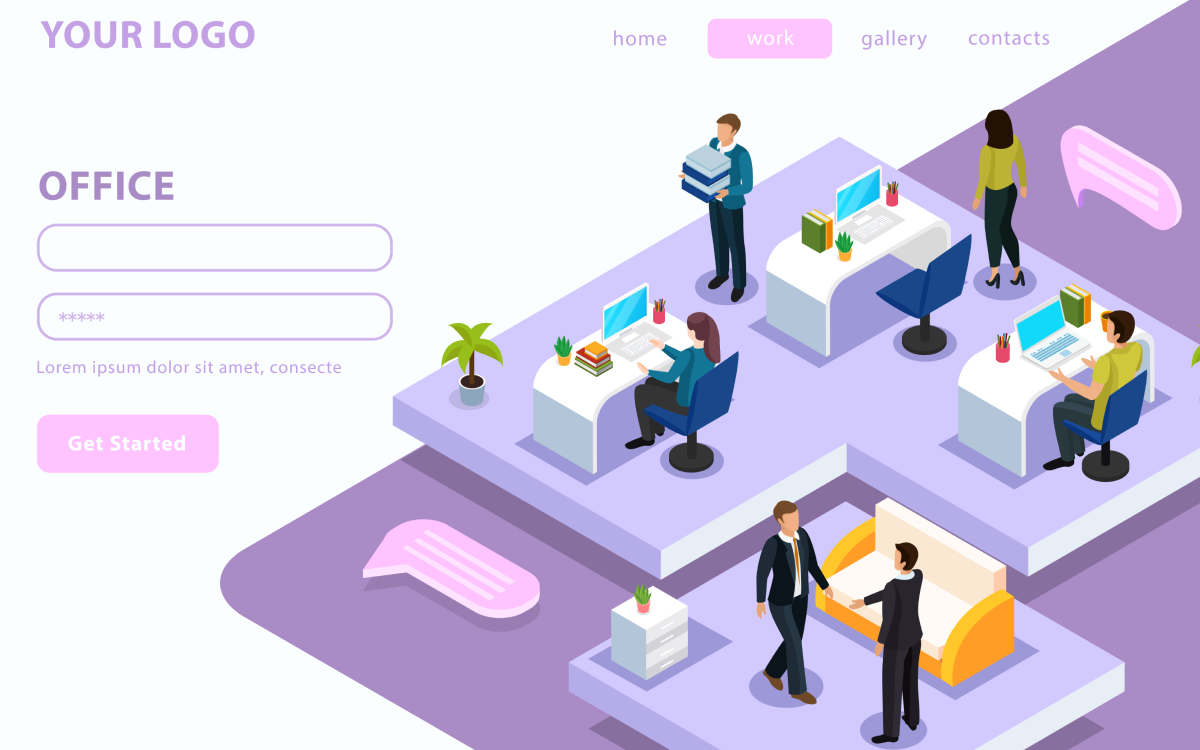 YOUR LOGO
home work gallery contacts
OFFICE
*****
Lorem ipsum dolor sit amet, consecte
Get Started